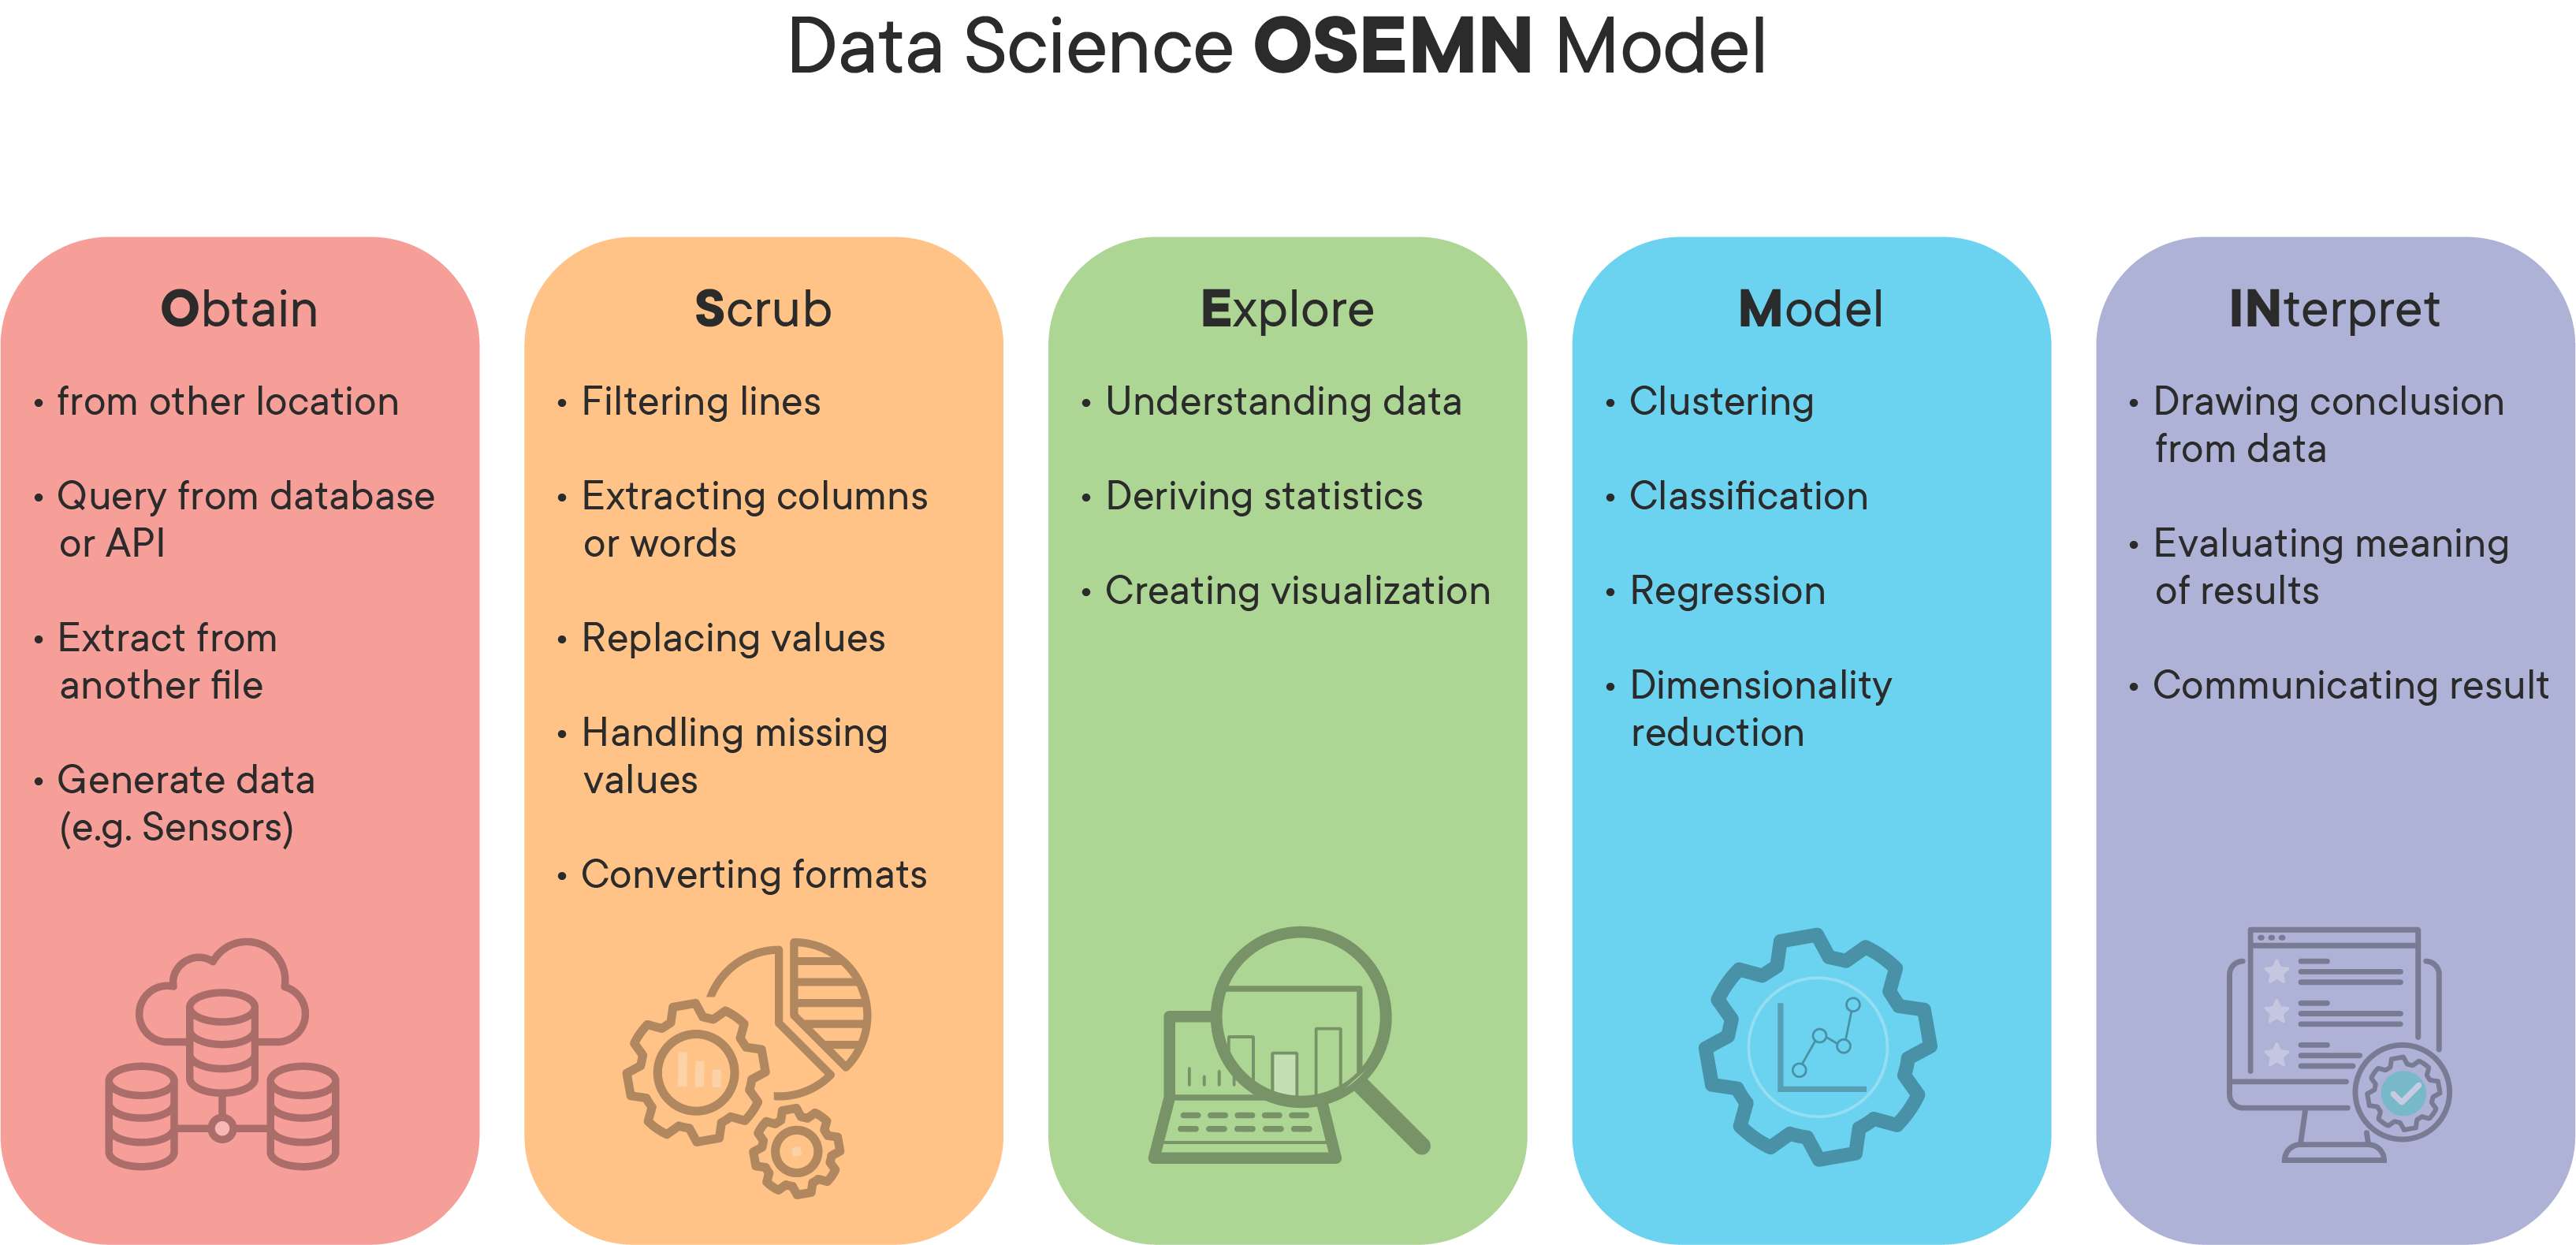 Data Science OSEMN Model
Obtain
• from other location
• Query from database
or API
• Extract from
another file
• Generate data
(e.g. Sensors)
Scrub
• Filtering lines
• Extracting columns
or words
• Replacing values
• Handling missing
values
• Converting formats
Explore
• Understanding data
• Deriving statistics
• Creating visualization
Model
• Clustering
• Classification
• Regression
• Dimensionality
reduction
INterpret
• Drawing conclusion
from data
• Evaluating meaning
of results
• Communicating result